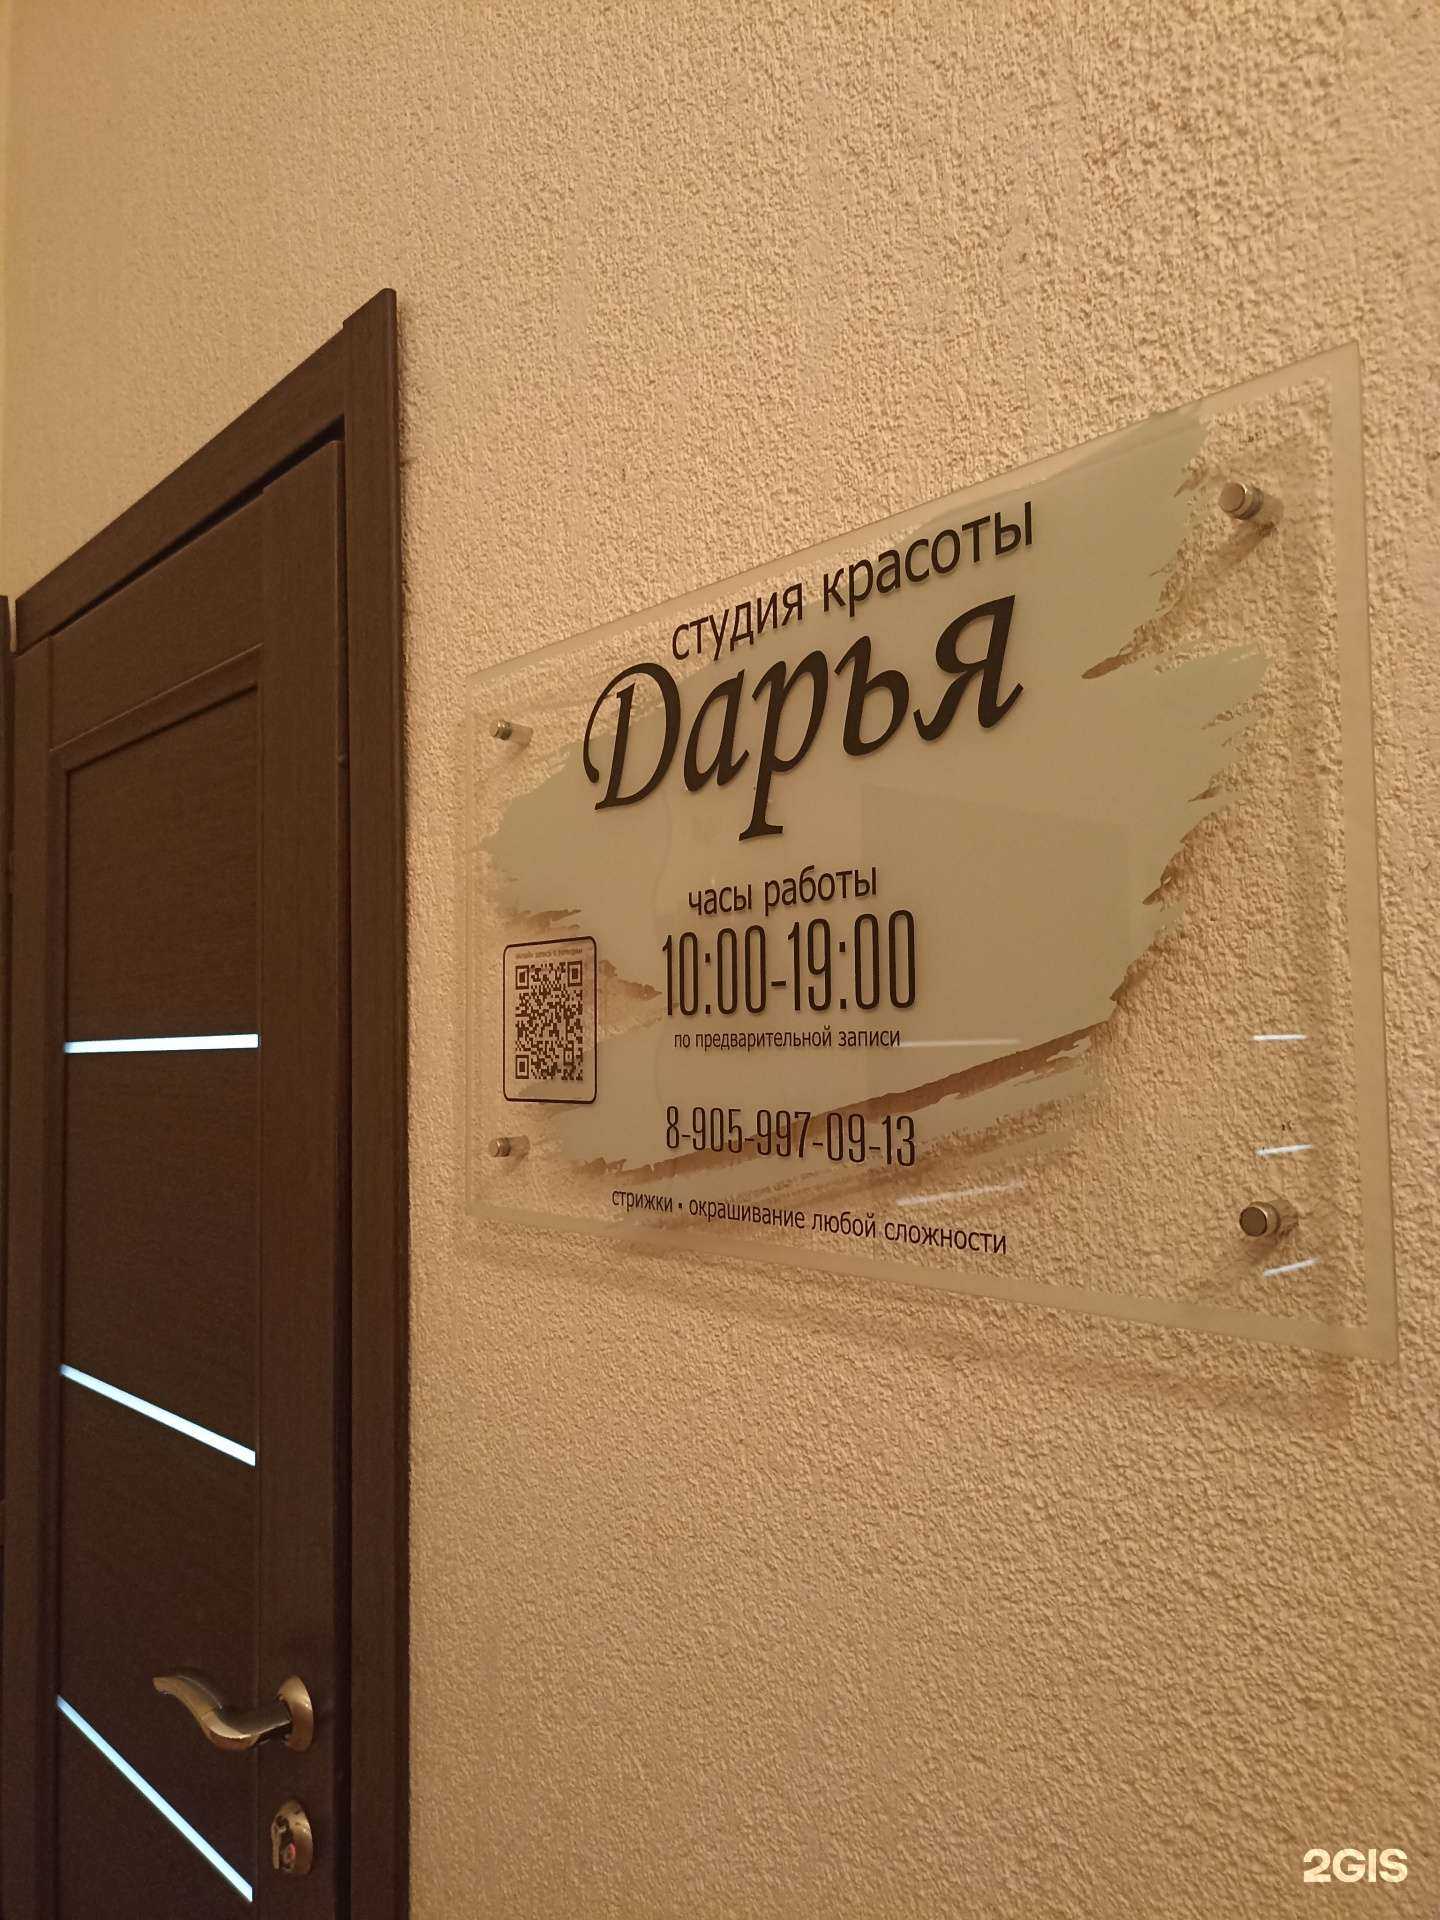 студия красоты
Дарья
часы работы
10:00-19:00
по предварительной записи
8-905-997-09-13
стрижки ▪ окрашивание любой сложности
2GIS